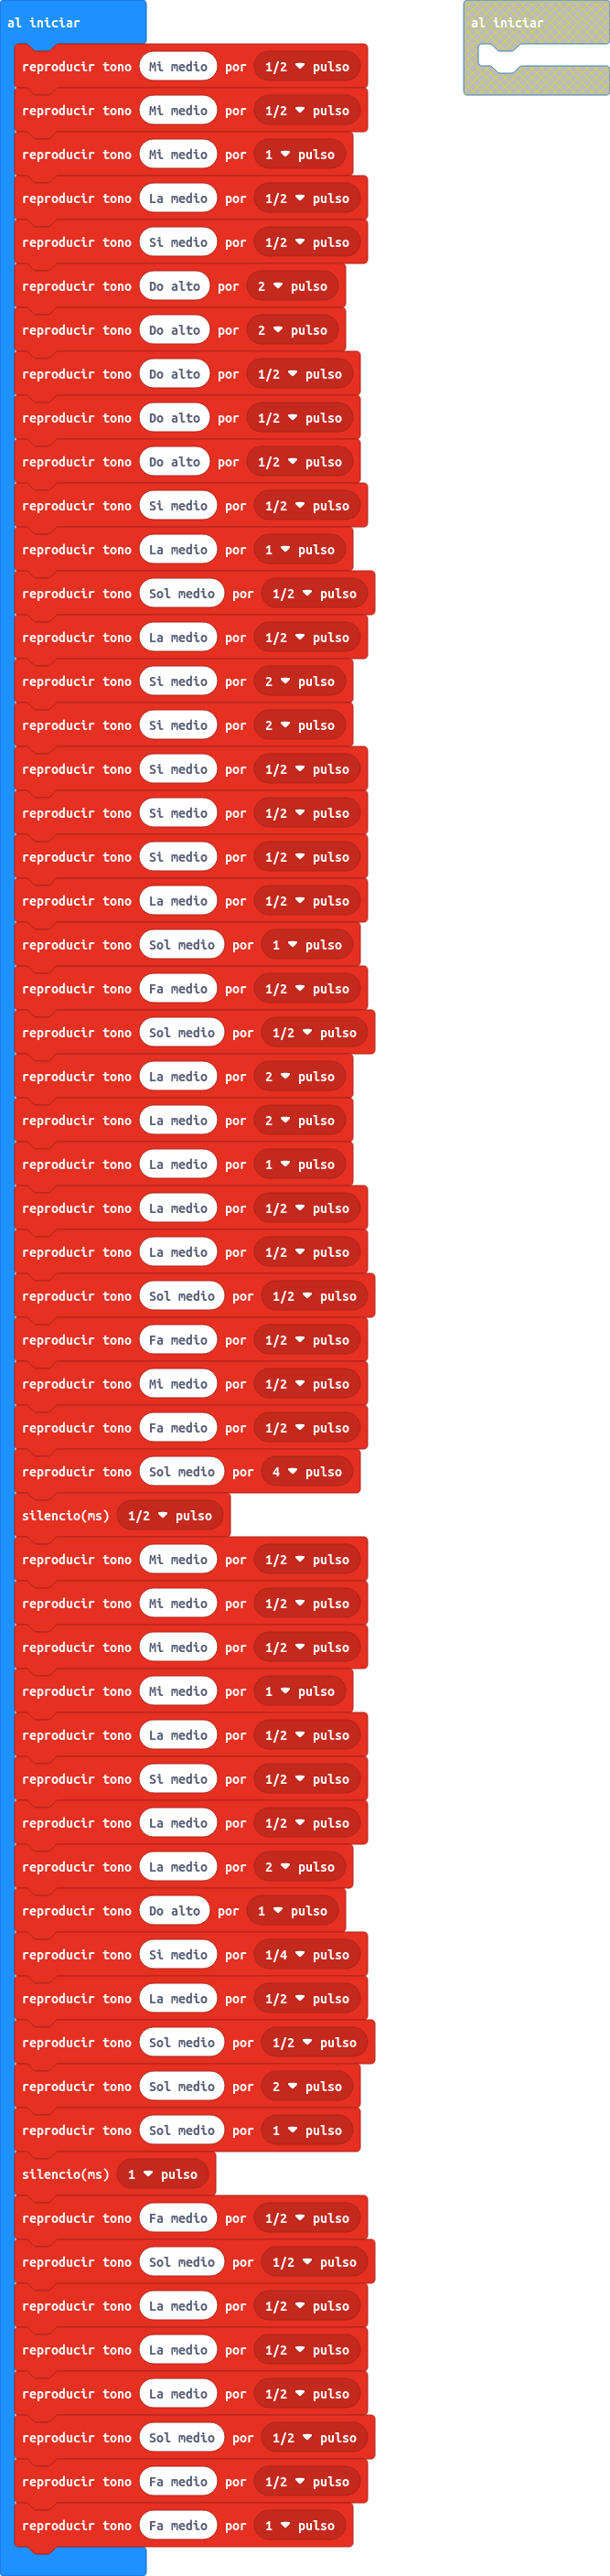 al iniciar
al iniciar
reproducir tono Mi medio por 1/2 pulso
reproducir tono Mi medio por 1/2 pulso
reproducir tono Mi medio por 1 pulso
reproducir tono La medio por 1/2 pulso
reproducir tono Si medio por 1/2 pulso
reproducir tono Do alto por 2 pulso
reproducir tono Do alto por 2 pulso
reproducir tono Do alto por 1/2 pulso
reproducir tono Do alto por 1/2 pulso
reproducir tono Do alto por 1/2 pulso
reproducir tono Si medio por 1/2 pulso
reproducir tono La medio por 1 pulso
reproducir tono Sol medio por 1/2 pulso
reproducir tono La medio por 1/2 pulso
reproducir tono Si medio por 2 pulso
reproducir tono Si medio por 2 pulso
reproducir tono Si medio por 1/2 pulso
reproducir tono Si medio por 1/2 pulso
reproducir tono Si medio por 1/2 pulso
reproducir tono La medio por 1/2 pulso
reproducir tono Sol medio por 1 pulso
reproducir tono Fa medio por 1/2 pulso
reproducir tono Sol medio por 1/2 pulso
reproducir tono La medio por 2 pulso
reproducir tono La medio por 2 pulso
reproducir tono La medio por 1 pulso
reproducir tono La medio por 1/2 pulso
reproducir tono La medio por 1/2 pulso
reproducir tono Sol medio por 1/2 pulso
reproducir tono Fa medio por 1/2 pulso
reproducir tono Mi medio por 1/2 pulso
reproducir tono Fa medio por 1/2 pulso
reproducir tono Sol medio por 4 pulso
silencio(ms) 1/2 pulso
reproducir tono Mi medio por 1/2 pulso
reproducir tono Mi medio por 1/2 pulso
reproducir tono Mi medio por 1/2 pulso
reproducir tono Mi medio por 1 pulso
reproducir tono La medio por 1/2 pulso
reproducir tono Si medio por 1/2 pulso
reproducir tono La medio por 1/2 pulso
reproducir tono La medio por 2 pulso
reproducir tono Do alto por 1 pulso
reproducir tono Si medio por 1/4 pulso
reproducir tono La medio por 1/2 pulso
reproducir tono Sol medio por 1/2 pulso
reproducir tono Sol medio por 2 pulso
reproducir tono Sol medio por 1 pulso
silencio(ms) 1 pulso
reproducir tono Fa medio por 1/2 pulso
reproducir tono Sol medio por 1/2 pulso
reproducir tono La medio por 1/2 pulso
reproducir tono La medio por 1/2 pulso
reproducir tono La medio por 1/2 pulso
reproducir tono Sol medio por 1/2 pulso
reproducir tono Fa medio por 1/2 pulso
reproducir tono Fa medio por 1 pulso